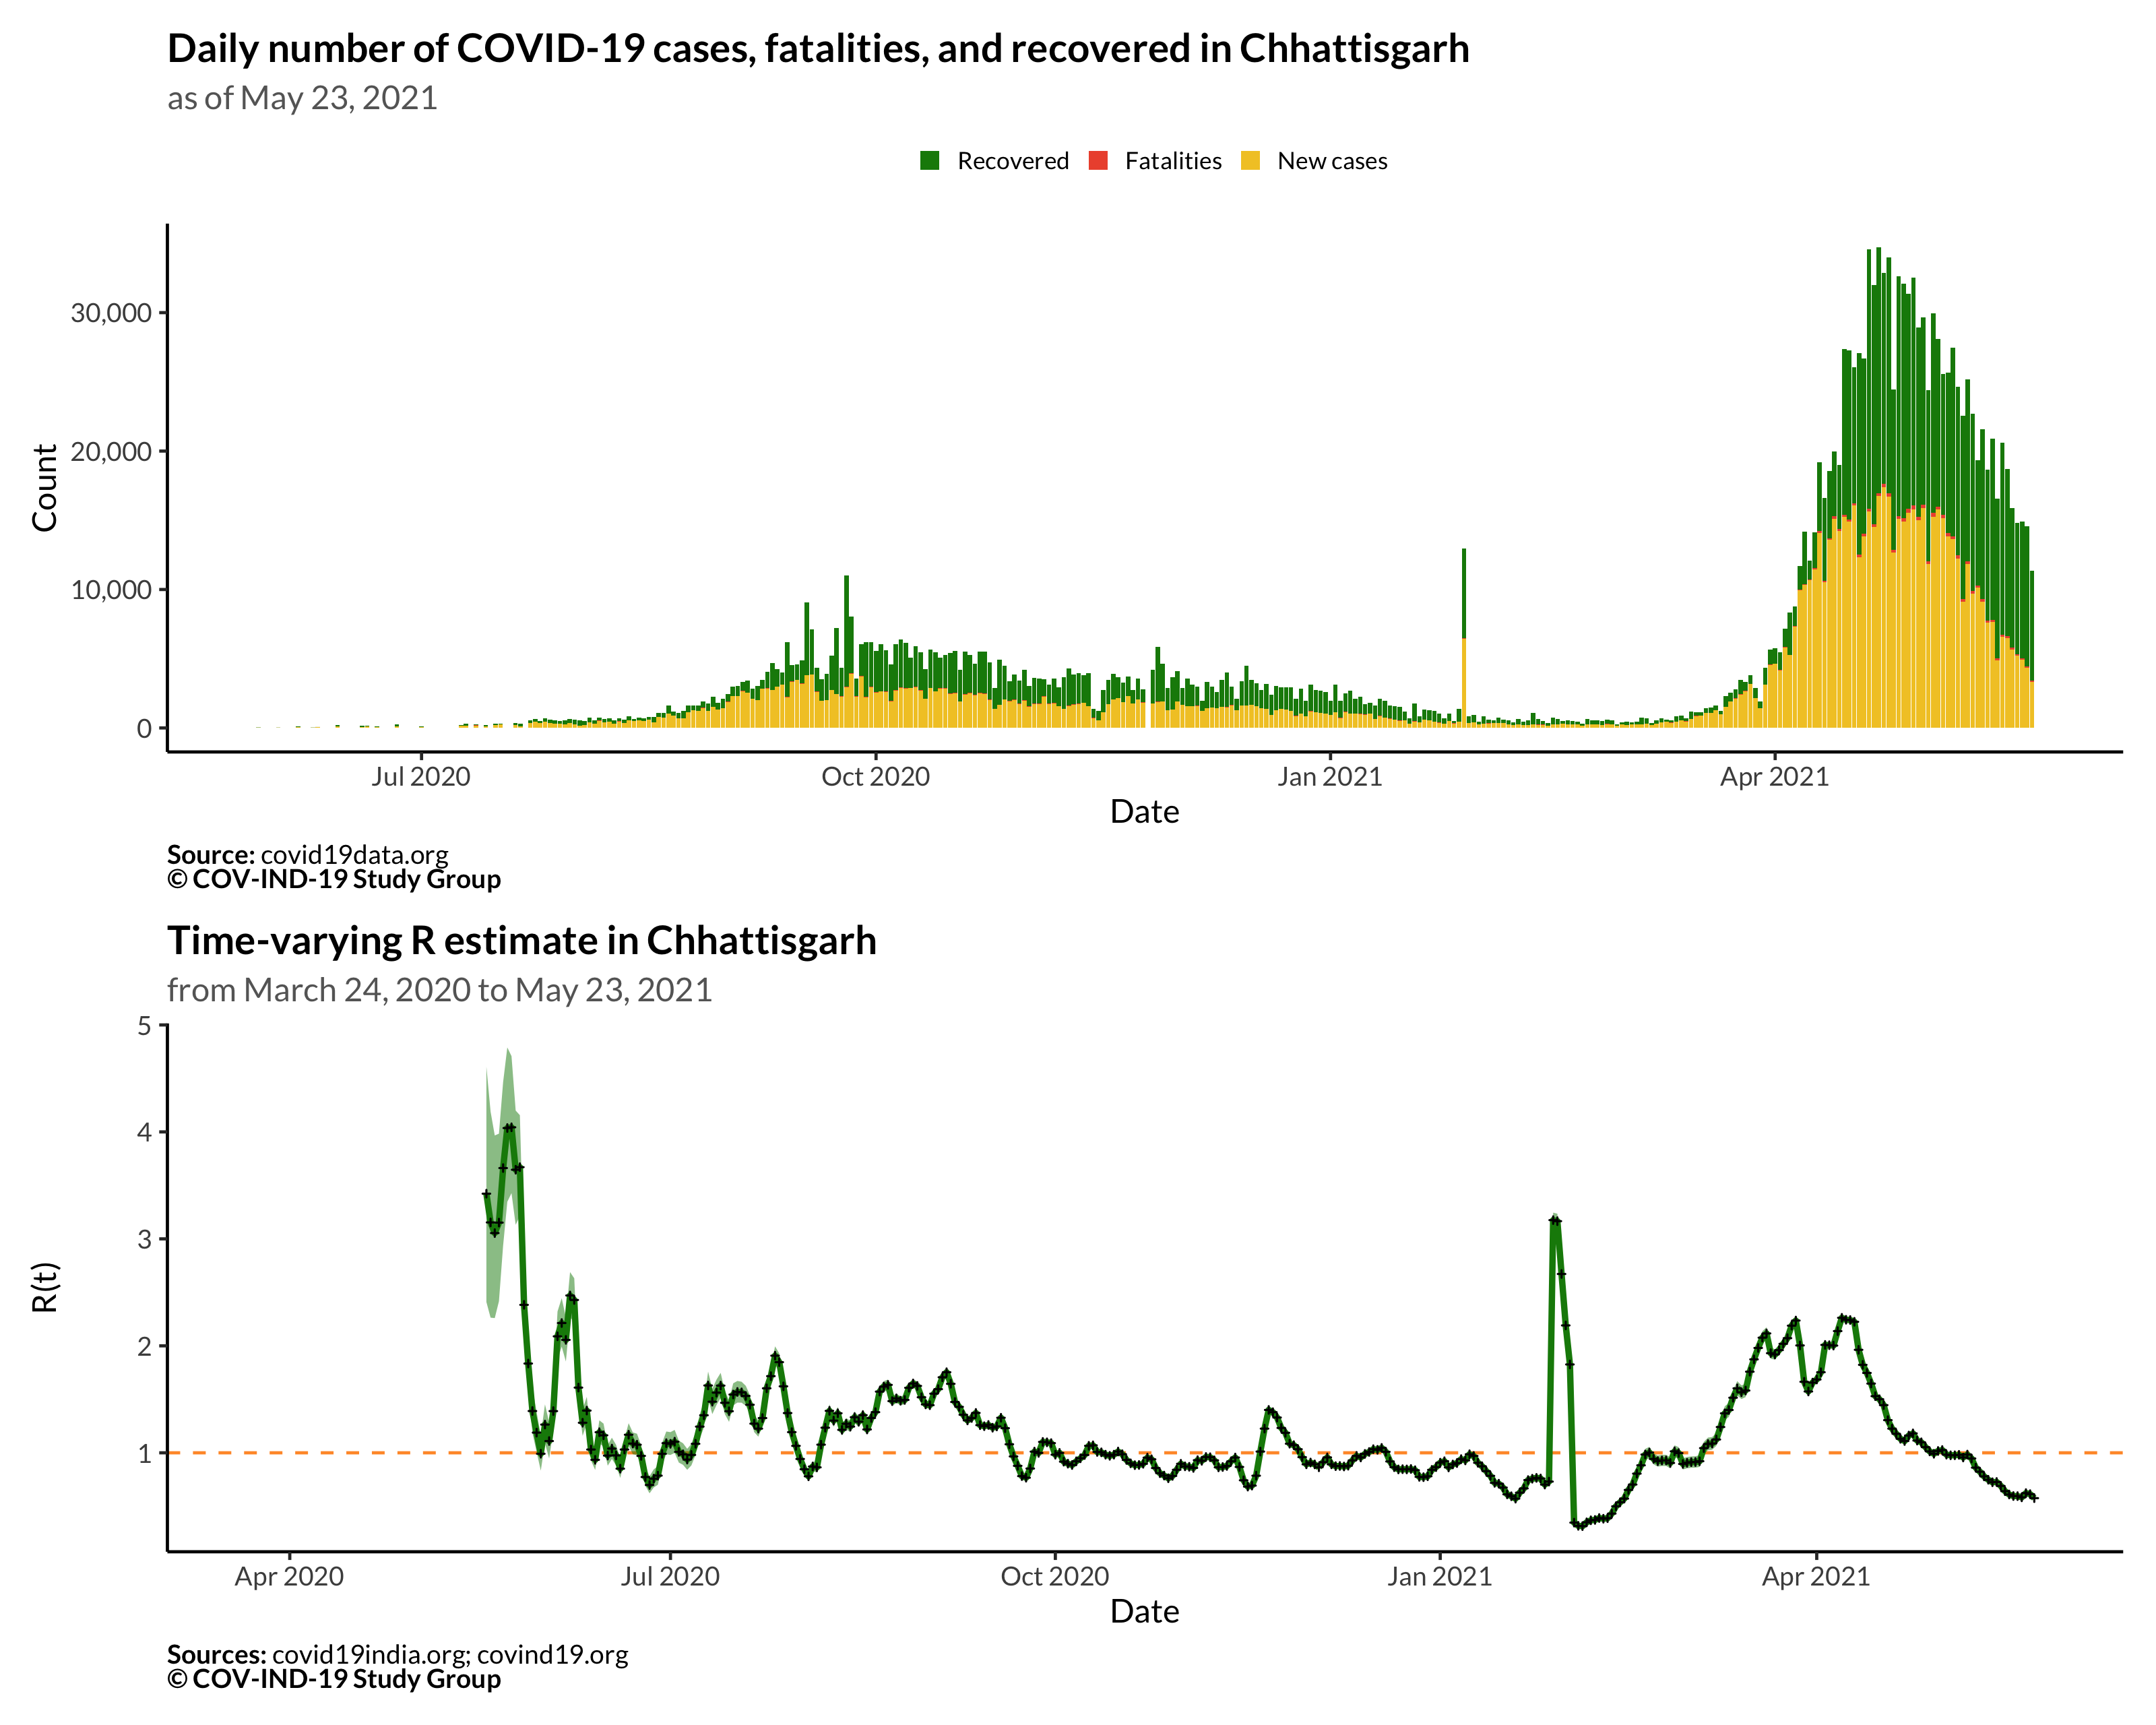 Daily number of COVID-19 cases, fatalities, and recovered in Chhattisgarh
as of May 23, 2021
Recovered Fatalities New cases
Count
30,000
20,000
10,000
0
Jul 2020 Oct 2020 Jan 2021 Apr 2021
Date
Source: covid19data.org
© COV-IND-19 Study Group
Time-varying R estimate in Chhattisgarh
from March 24, 2020 to May 23, 2021
R(t)
5
4
3
2
1
Apr 2020 Jul 2020 Oct 2020 Jan 2021 Apr 2021
Date
Sources: covid19india.org; covind19.org
© COV-IND-19 Study Group